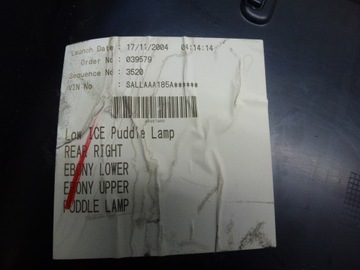 Launch Date : 17/11/2004 04:14:14
Order No : 039579
Sequence No : 3520
VIN No : SALLAAA185A******
Low ICE Puddle Lamp
REAR RIGHT
EBONY LOWER
EBONY UPPER
PUDDLE LAMP